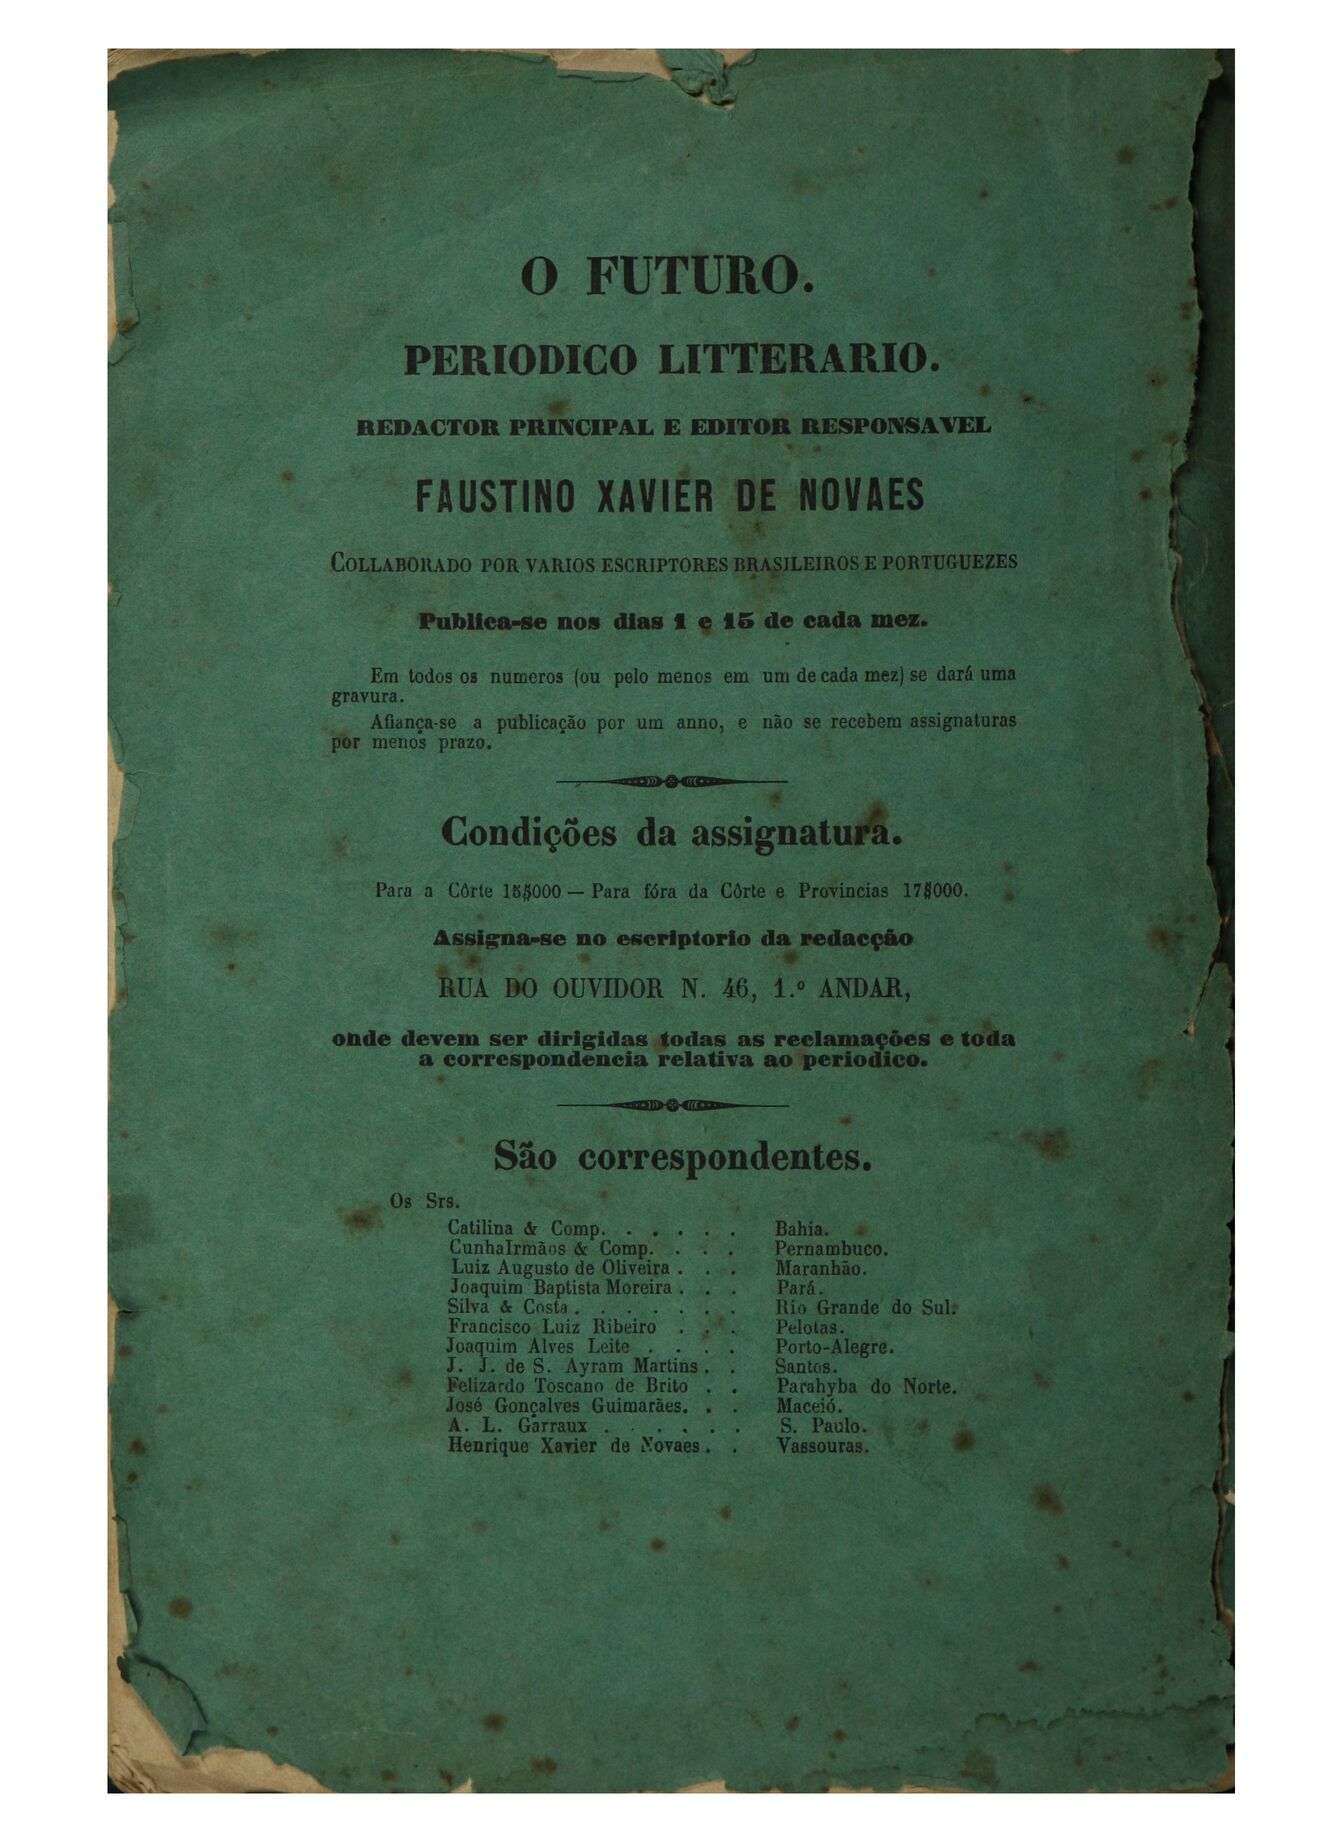 O FUTURO.
PERIODICO LITTERARIO.
REDACTOR PRINCIPAL E EDITOR RESPONSAVEL
FAUSTINO XAVIER DE NOVAES
COLLABORADO POR VARIOS ESCRIPTORES BRASILEIROS E PORTUGUEZES
Publica-se nos dias 1 e 15 de cada mez.
Em todos os numeros (ou pelo menos em um de cada mez) se dará uma
gravura.
Afiança-se a publicação por um anno, e não se recebem assignaturas
por menos prazo.
Condições da assignatura.
Para a Côrte 15$000 — Para fóra da Côrte e Provincias 17$000.
Assigna-se no escriptorio da redacção
RUA DO OUVIDOR N. 46, 1.º ANDAR,
onde devem ser dirigidas todas as reclamações e toda
a correspondencia relativa ao periodico.
São correspondentes.
Os Srs.
Catilina & Comp. . . . . . Bahia.
CunhaIrmãos & Comp. . . . Pernambuco.
Luiz Augusto de Oliveira . . . Maranhão.
Joaquim Baptista Moreira . . . Pará.
Silva & Costa . . . . . . . Rio Grande do Sul.
Francisco Luiz Ribeiro . . . Pelotas.
Joaquim Alves Leite . . . . Porto-Alegre.
J. J. de S. Ayram Martins . . Santos.
Felizardo Toscano de Brito . . Parahyba do Norte.
José Gonçalves Guimarães. . . Maceió.
A. L. Garraux . . . . . . S. Paulo.
Henrique Xavier de Novaes . . Vassouras.